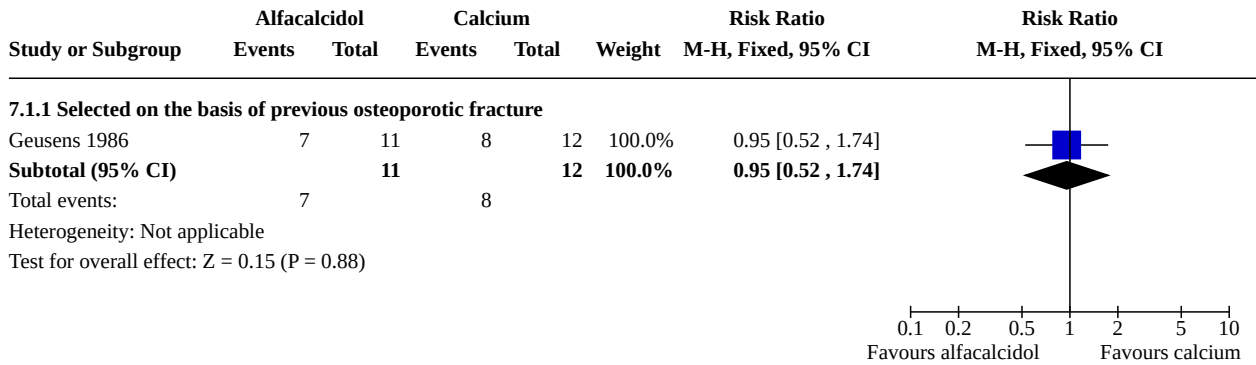 Alfacalcidol Calcium Risk Ratio Risk Ratio
Study or Subgroup Events Total Events Total Weight M-H, Fixed, 95% CI M-H, Fixed, 95% CI
7.1.1 Selected on the basis of previous osteoporotic fracture
Geusens 1986 7 11 8 12 100.0% 0.95 [0.52 , 1.74]
Subtotal (95% CI) 11 12 100.0% 0.95 [0.52 , 1.74]
Total events: 7 8
Heterogeneity: Not applicable
Test for overall effect: Z = 0.15 (P = 0.88)
0.1 0.2 0.5 1 2 5 10
Favours alfacalcidol Favours calcium